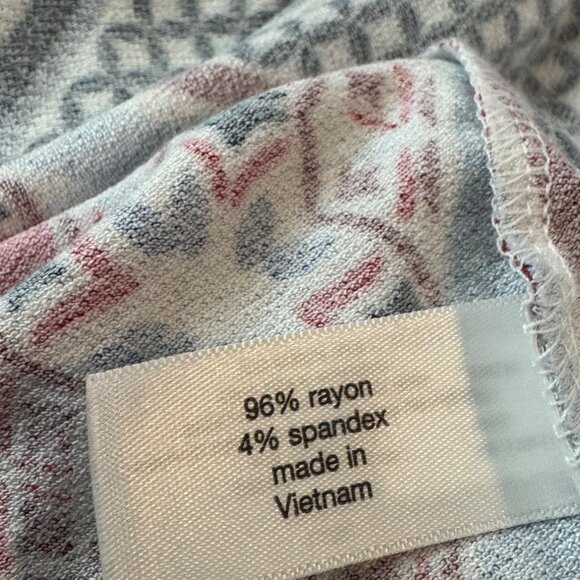 96% rayon
4% spandex
made in
Vietnam